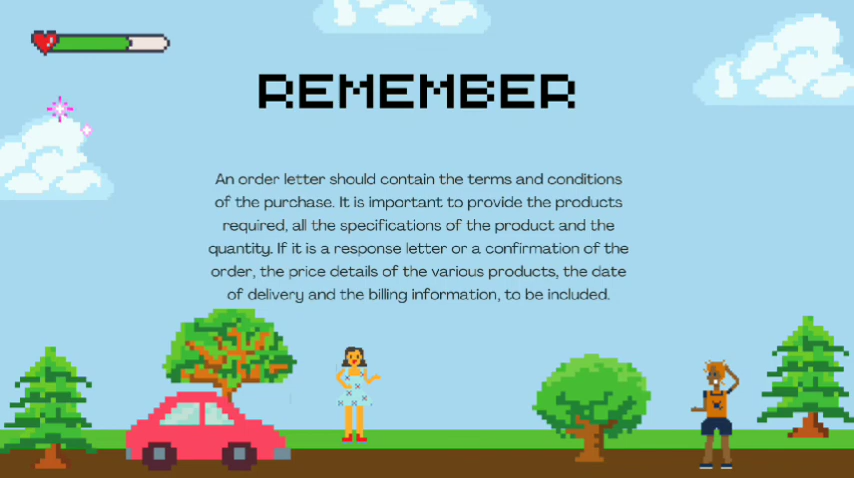 REMEMBER
An order letter should contain the terms and conditions
of the purchase. It is important to provide the products
required, all the specifications of the product and the
quantity. If it is a response letter or a confirmation of the
order, the price details of the various products, the date
of delivery and the billing information, to be included.